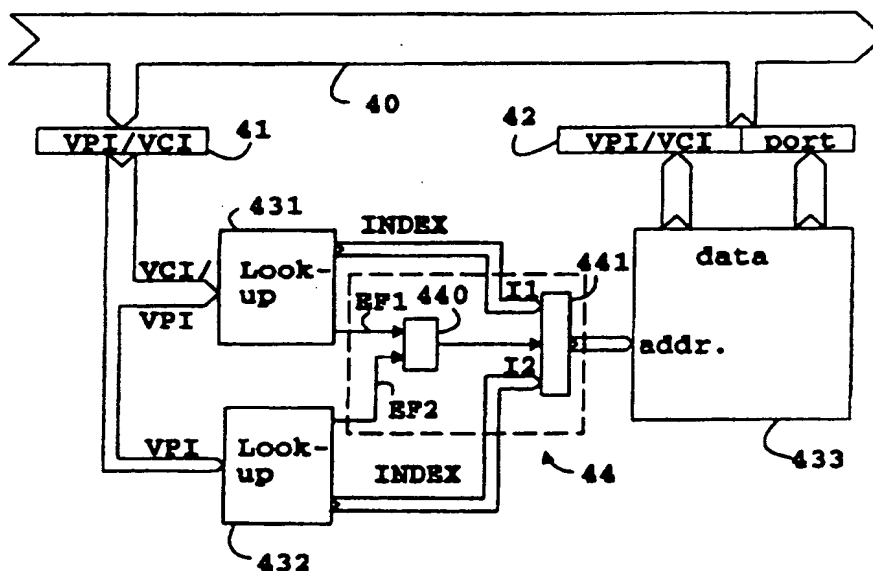 40
VPI/VCI
41
42
VPI/VCI port
431
INDEX
Look-
up
VCI/
VPI
EF1
440
I1
441
data
addr.
I2
EF2
VPI
Look-
up
INDEX
44
433
432